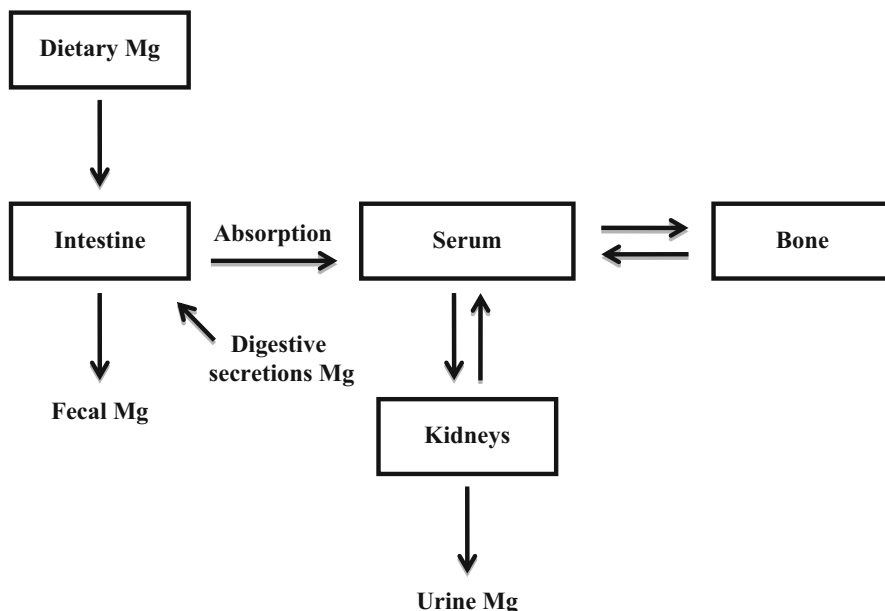 Dietary Mg
Intestine
Absorption
Serum
Bone
Digestive
secretions Mg
Fecal Mg
Kidneys
Urine Mg